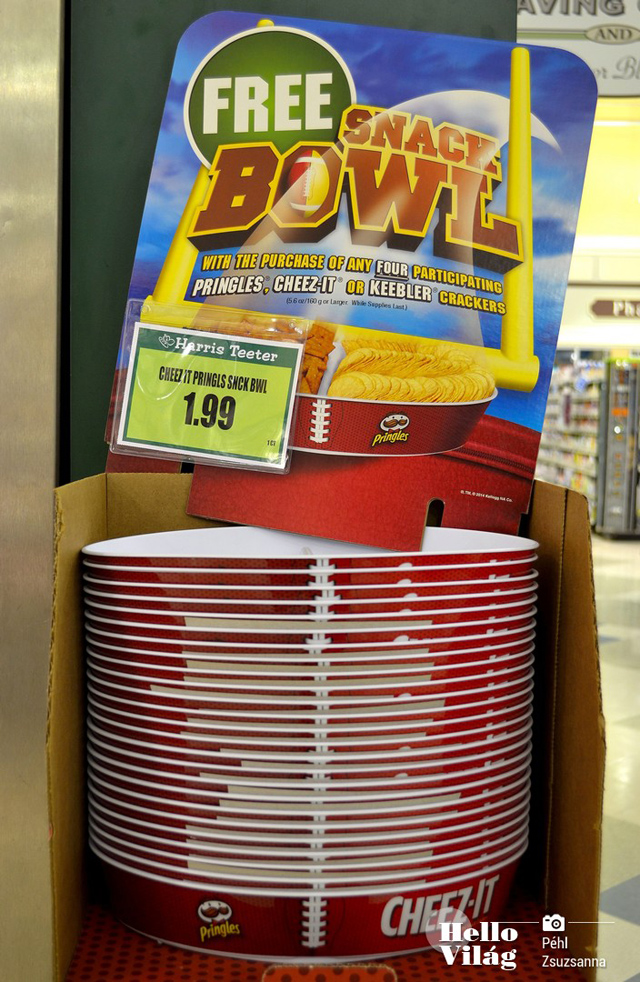 AVING
AND
FREE
SNACK
BOWL
WITH THE PURCHASE OF ANY FOUR PARTICIPATING
PRINGLES®, CHEEZ-IT® OR KEEBLER® CRACKERS
(5.6 oz/160 g or Larger. While Supplies Last.)
Harris Teeter
CHEEZ IT PRINGLS SNCK BWL
1.99
Pringles
Pringles
CHEEZ-IT
Hello
Világ
Péhl
Zsuzsanna